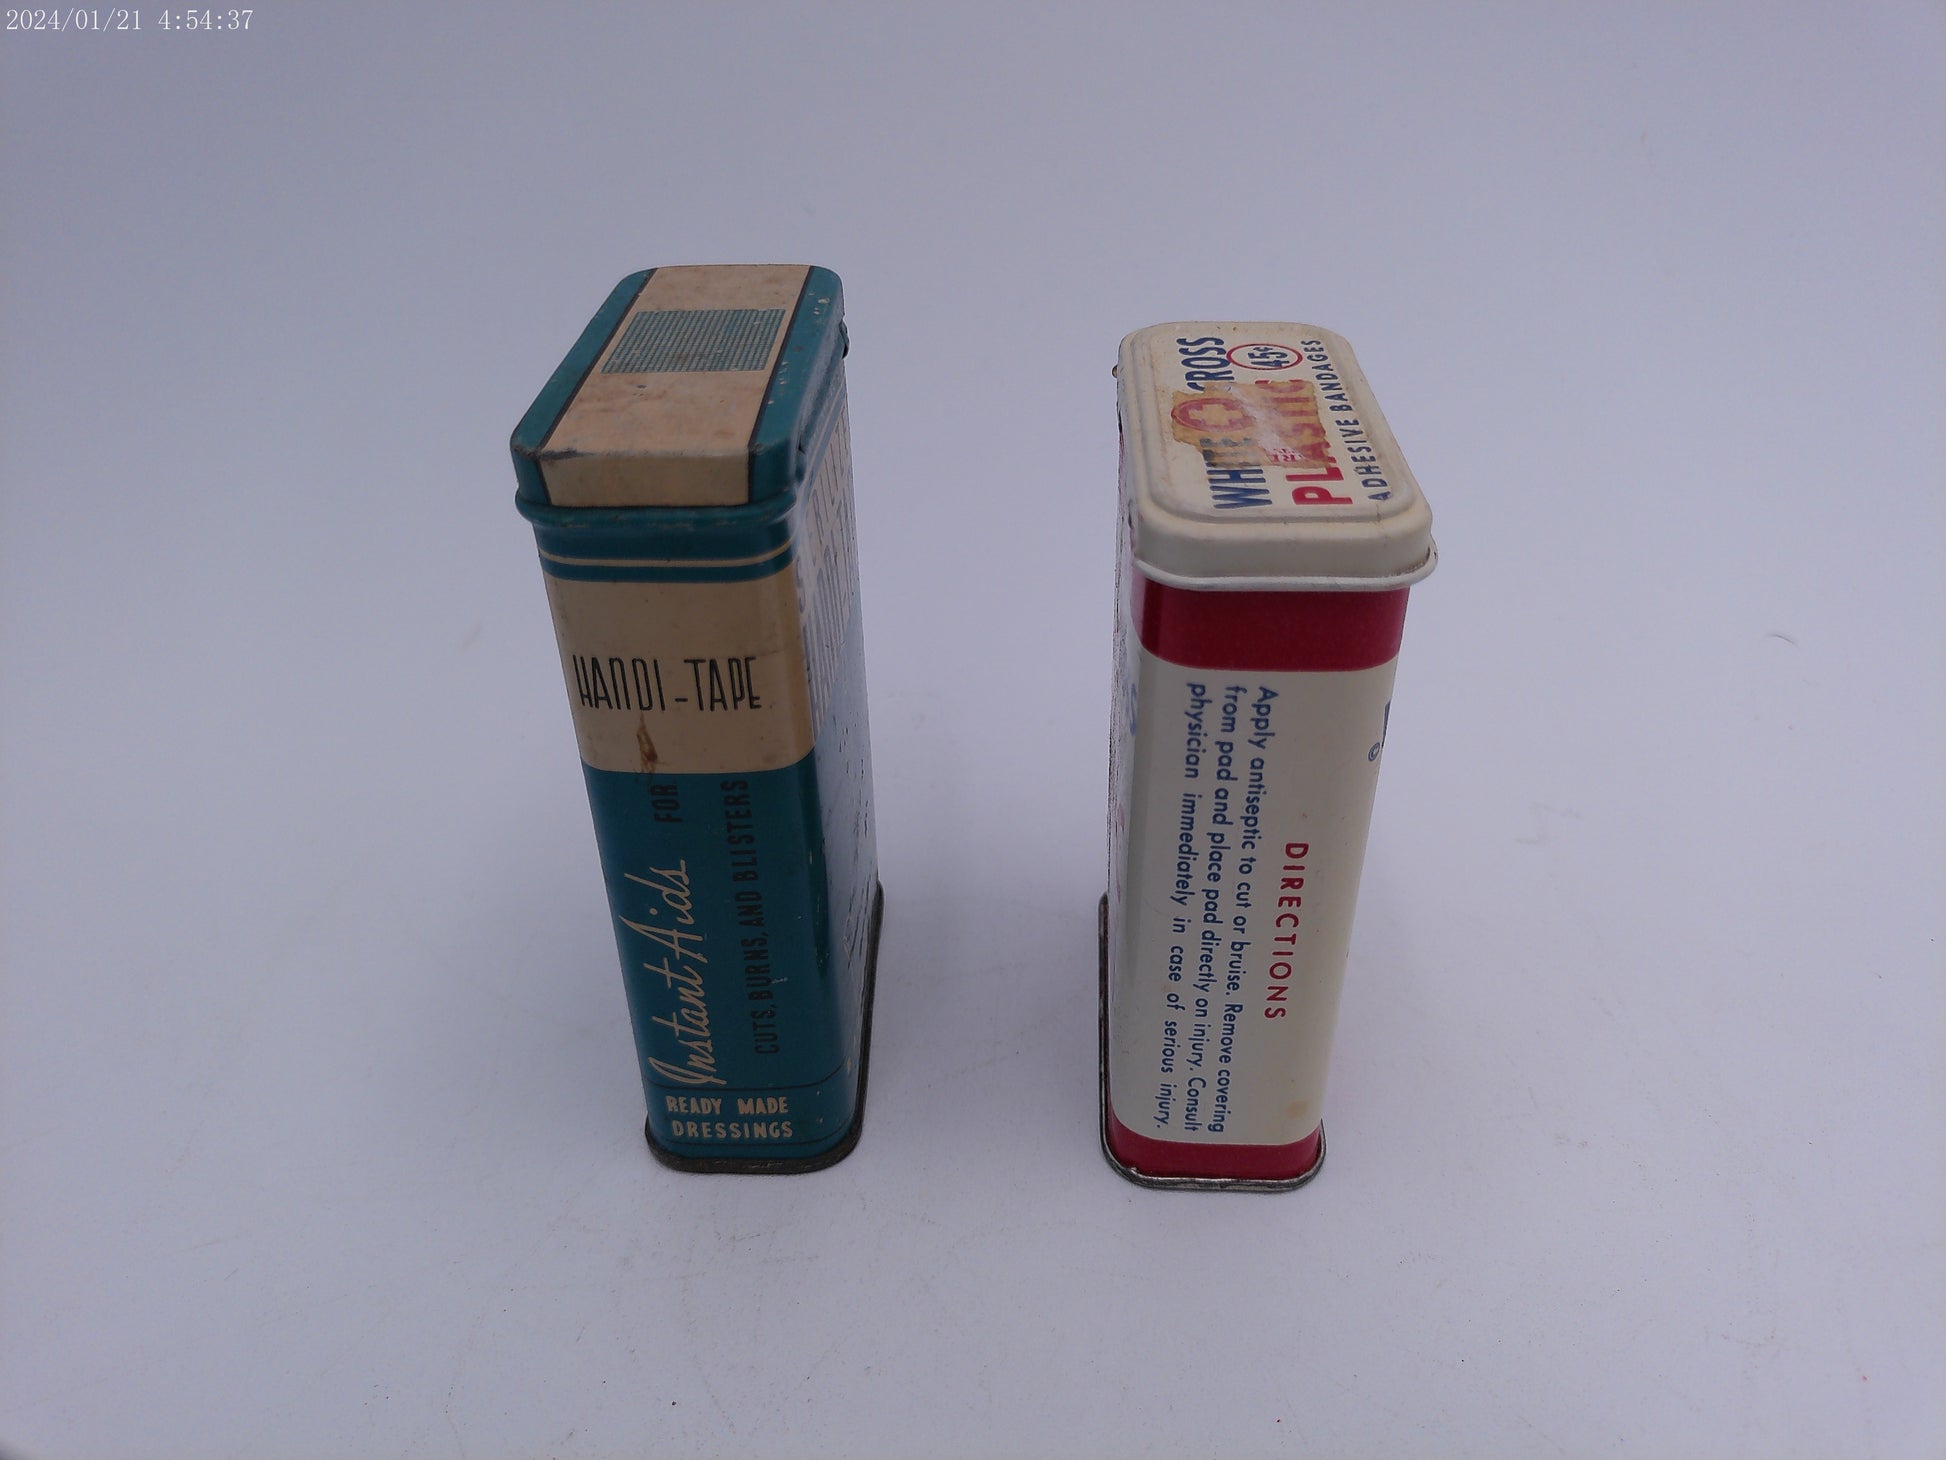 2024/01/21 4:54:37
HANDI-TAPE
Instant Aids FOR
CUTS, BURNS, AND BLISTERS
READY MADE
DRESSINGS
WHITE CROSS
PLASTIC 45¢
ADHESIVE BANDAGES
DIRECTIONS
Apply antiseptic to cut or bruise. Remove covering
from pad and place pad directly on injury. Consult
physician immediately in case of serious injury.